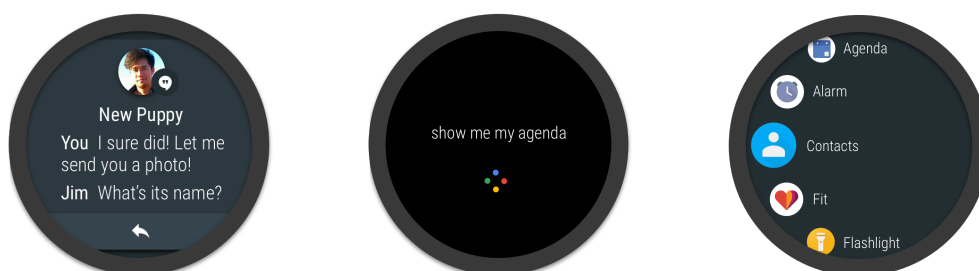 New Puppy
You I sure did! Let me
send you a photo!
Jim What's its name?
show me my agenda
Agenda
Alarm
Contacts
Fit
Flashlight